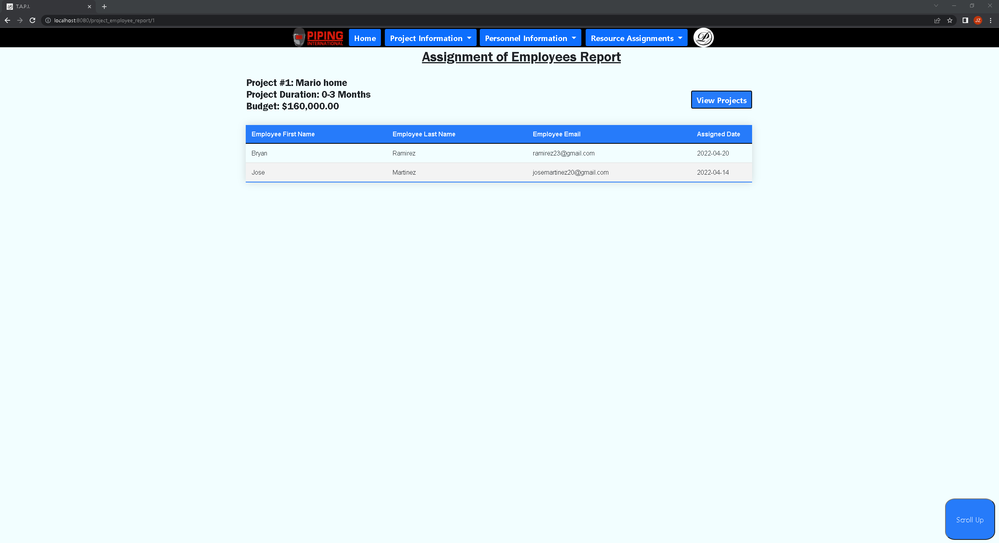 T.A.P.I.
localhost:8080/project_employee_report/1
JZ
PIPING
INTERNATIONAL
Home
Project Information
Personnel Information
Resource Assignments
Assignment of Employees Report
Project #1: Mario home
Project Duration: 0-3 Months
Budget: $160,000.00
View Projects
Employee First Name Employee Last Name Employee Email Assigned Date
Bryan Ramirez ramirez23@gmail.com 2022-04-20
Jose Martinez josemartinez20@gmail.com 2022-04-14
Scroll Up